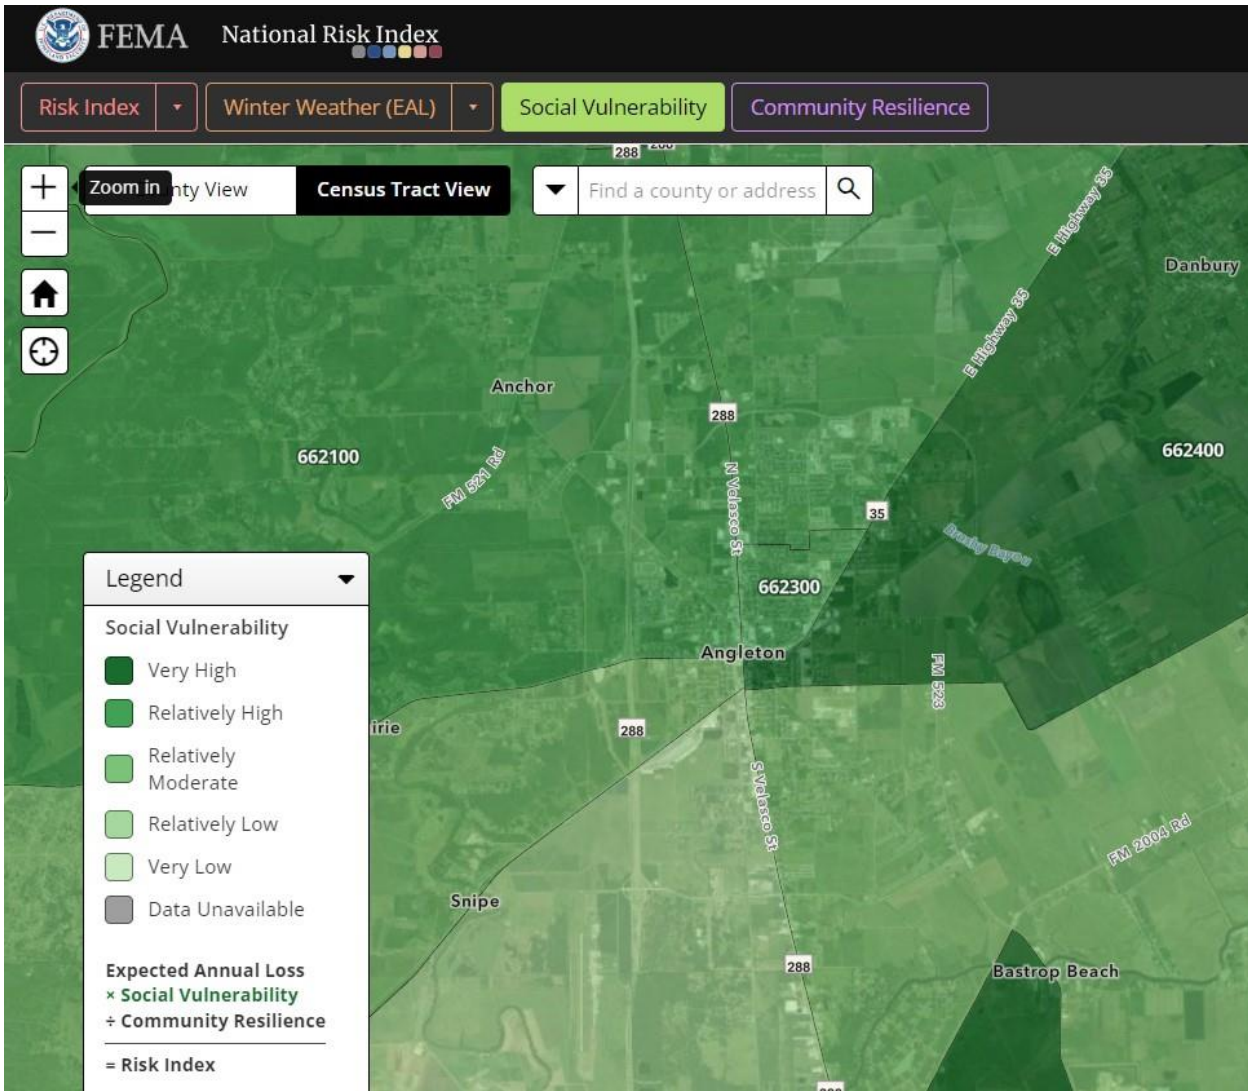 FEMA National Risk Index
Risk Index Winter Weather (EAL) Social Vulnerability Community Resilience
288
Zoom in nty View Census Tract View Find a county or address
E Highway 35
Danbury
E Highway 35
Anchor
288
662100
662400
FM 521 Rd
N Velasco St
35
Brushy Bayou
662300
Angleton
FM 523
irie
288
S Velasco St
FM 2004 Rd
Snipe
288
Bastrop Beach
Legend
Social Vulnerability
Very High
Relatively High
Relatively
Moderate
Relatively Low
Very Low
Data Unavailable
Expected Annual Loss
× Social Vulnerability
÷ Community Resilience
= Risk Index